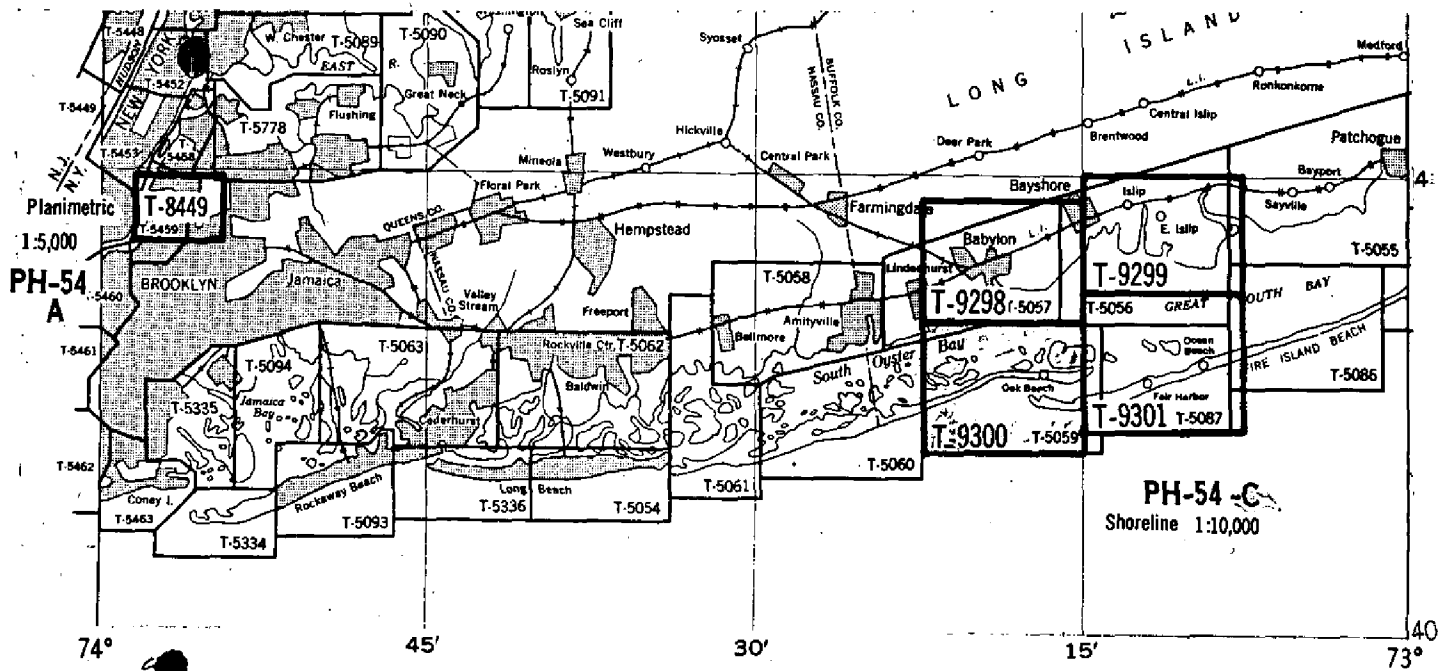 T-5448
HUDSON
NEW YORK
W. Chester
T-5089
T-5090
Sea Cliff
Syosset
LONG ISLAND
Medford
EAST R.
T-5452
T-5449
Great Neck
Roslyn
T-5091
SUFFOLK CO.
NASSAU CO.
L.I.
Ronkonkome
Flushing
T-5778
Central Islip
Brentwood
T-5453
Hickville
Deer Park
Patchogue
N.J.
N.Y.
Mineola
Westbury
Central Park
Bayport
Floral Park
Bayshore
Islip
Sayville
Planimetric
1:5,000
T-8449
T-5459
QUEENS CO.
NASSAU CO.
Hempstead
Farmingdale
L.I.
E. Islip
T-5055
Babylon
PH-54
A
BROOKLYN
Jamaica
T-5058
Lindenhurst
T-9299
T-5460
Valley
Stream
Freeport
Amityville
T-9298
T-5057
T-5056
GREAT SOUTH BAY
T-5461
T-5063
Rockville Ctr.
T-5062
Bellmore
South Oyster Bay
Ocean
Beach
FIRE ISLAND BEACH
T-5094
Baldwin
Oak Beach
T-5086
T-5335
Jamaica
Bay
Cederhurst
Fair Harbor
T-9300
T-5059
T-9301
T-5087
T-5462
T-5060
Coney I.
T-5463
Rockaway Beach
Long Beach
T-5061
PH-54-C
Shoreline 1:10,000
T-5334
T-5093
T-5336
T-5054
74°
45'
30'
15'
40
73°